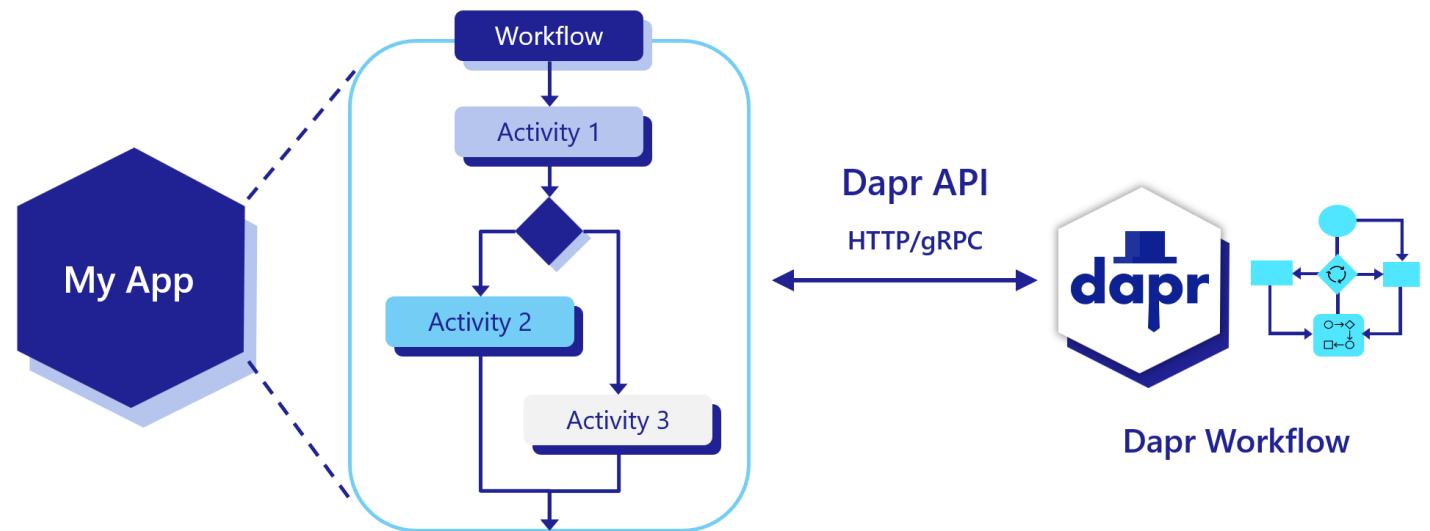 Workflow
Activity 1
Activity 2
Activity 3
My App
Dapr API
HTTP/gRPC
dapr
Dapr Workflow